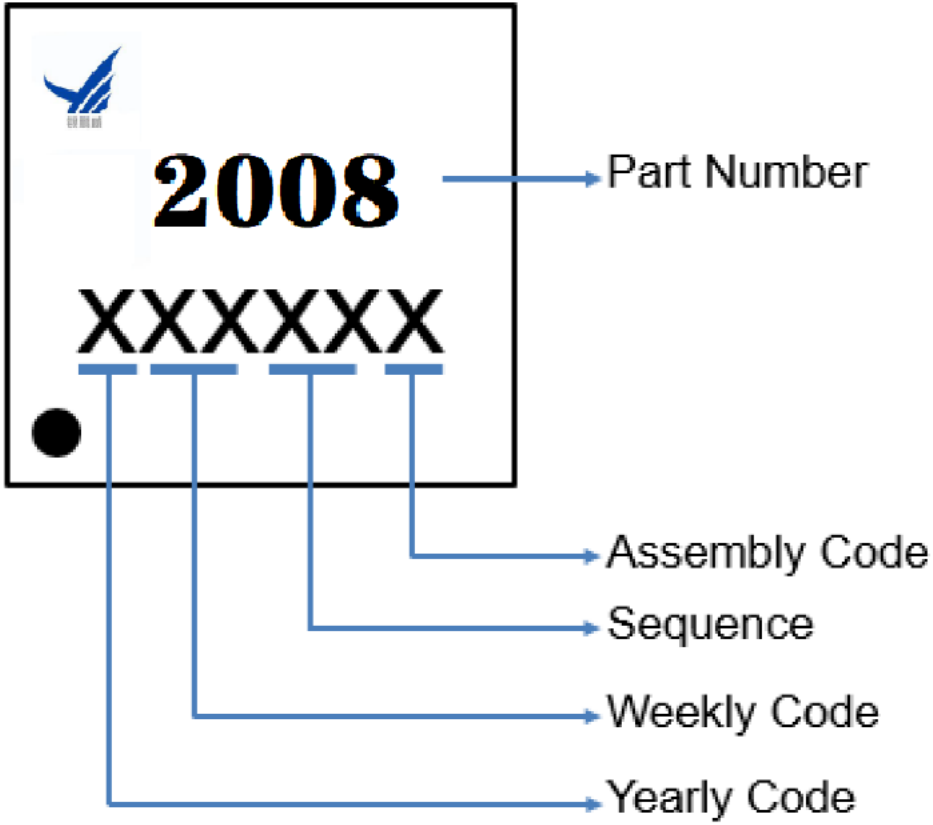 2008
Part Number
XXXXXX
Assembly Code
Sequence
Weekly Code
Yearly Code